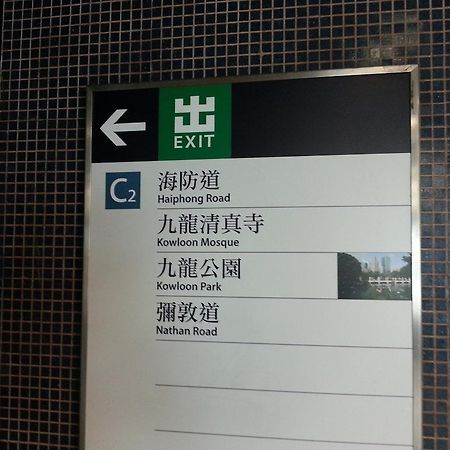 出
EXIT
C2
海防道
Haiphong Road
九龍清真寺
Kowloon Mosque
九龍公園
Kowloon Park
彌敦道
Nathan Road